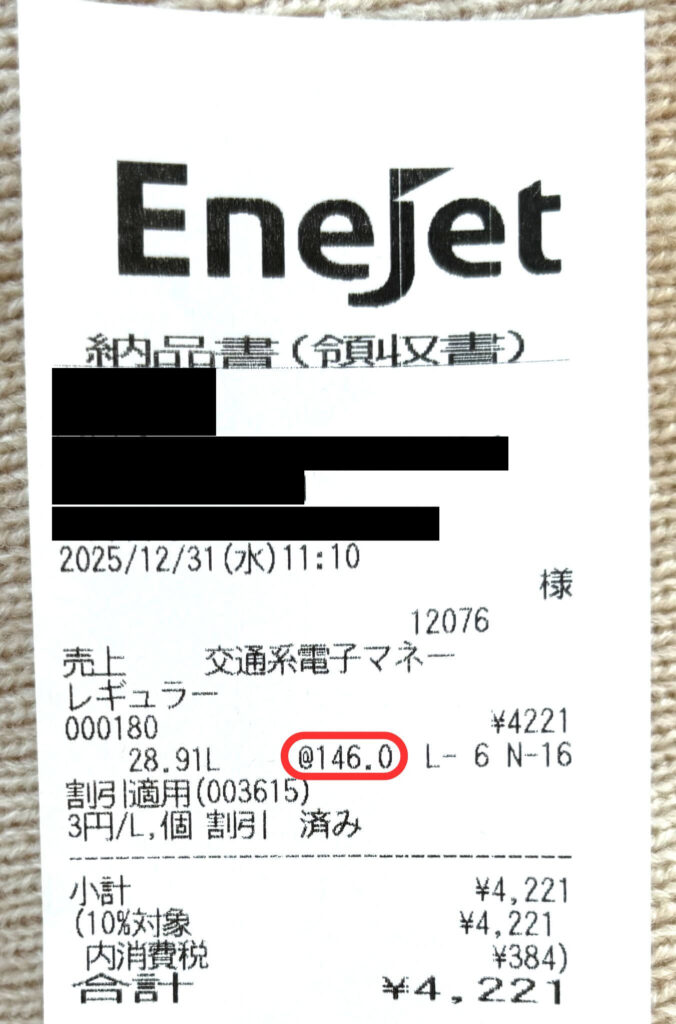 Enejet
納品書(領収書)
2025/12/31(水)11:10
様
12076
売上 交通系電子マネー
レギュラー
000180 ¥4221
28.91L @146.0 L- 6 N-16
割引適用(003615)
3円/L,個 割引 済み
小計 ¥4,221
(10%対象 ¥4,221
内消費税 ¥384)
合計 ¥4,221